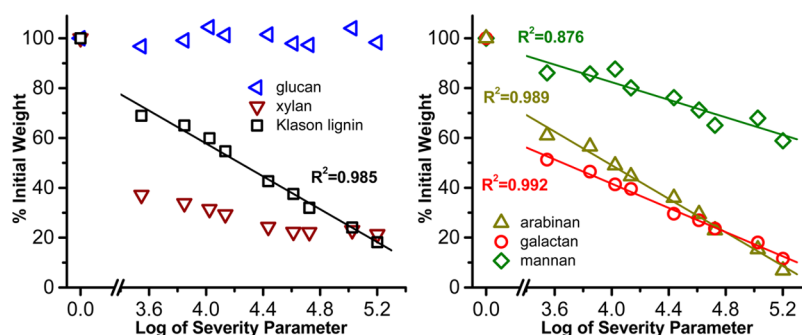 100
80
60
40
20
0
% Initial Weight
glucan
xylan
Klason lignin
R²=0.985
0.0
3.6
4.0
4.4
4.8
5.2
Log of Severity Parameter
100
80
60
40
20
0
% Initial Weight
R²=0.876
R²=0.989
R²=0.992
arabinan
galactan
mannan
0.0
3.6
4.0
4.4
4.8
5.2
Log of Severity Parameter